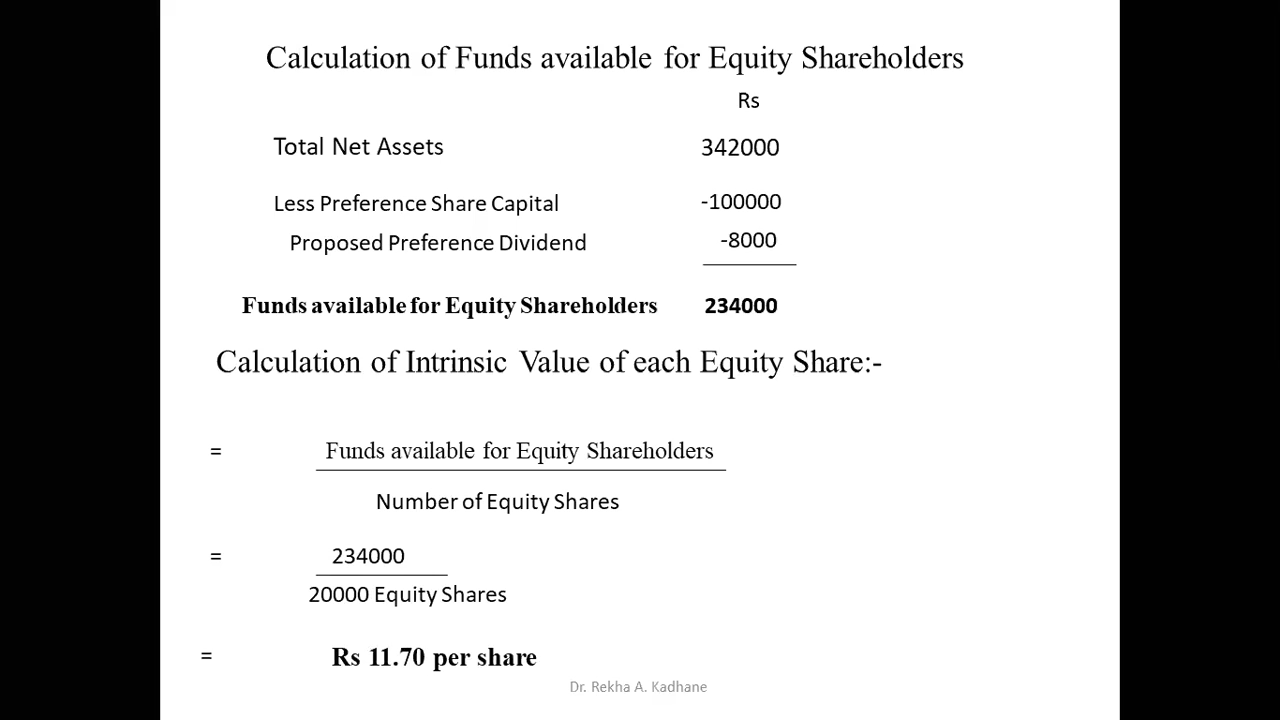 Calculation of Funds available for Equity Shareholders
Rs
Total Net Assets 342000
Less Preference Share Capital -100000
Proposed Preference Dividend -8000
Funds available for Equity Shareholders 234000
Calculation of Intrinsic Value of each Equity Share:-
= Funds available for Equity Shareholders
Number of Equity Shares
= 234000
20000 Equity Shares
= Rs 11.70 per share
Dr. Rekha A. Kadhane